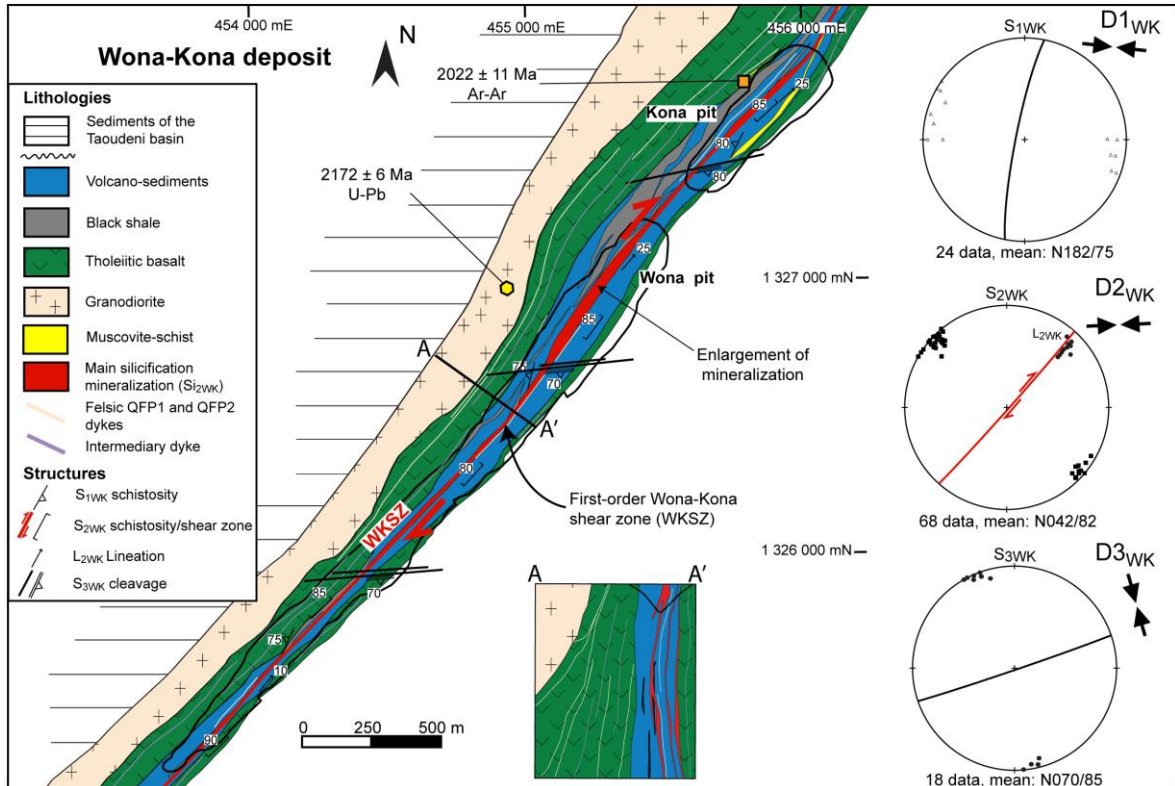 454 000 mE
455 000 mE
456 000 mE
Wona-Kona deposit
N
2022 ± 11 Ma
Ar-Ar
2172 ± 6 Ma
U-Pb
Kona pit
Wona pit
25
85
80
80
25
85
75
70
80
85
70
75
10
90
A
A'
Enlargement of
mineralization
First-order Wona-Kona
shear zone (WKSZ)
WKSZ
1 327 000 mN
1 326 000 mN
0 250 500 m
A A'
Lithologies
Sediments of the
Taoudeni basin
Volcano-sediments
Black shale
Tholeiitic basalt
Granodiorite
Muscovite-schist
Main silicification
mineralization (Si2WK)
Felsic QFP1 and QFP2
dykes
Intermediary dyke
Structures
S1WK schistosity
S2WK schistosity/shear zone
L2WK Lineation
S3WK cleavage
S1WK
D1WK
24 data, mean: N182/75
S2WK
D2WK
L2WK
68 data, mean: N042/82
S3WK
D3WK
18 data, mean: N070/85